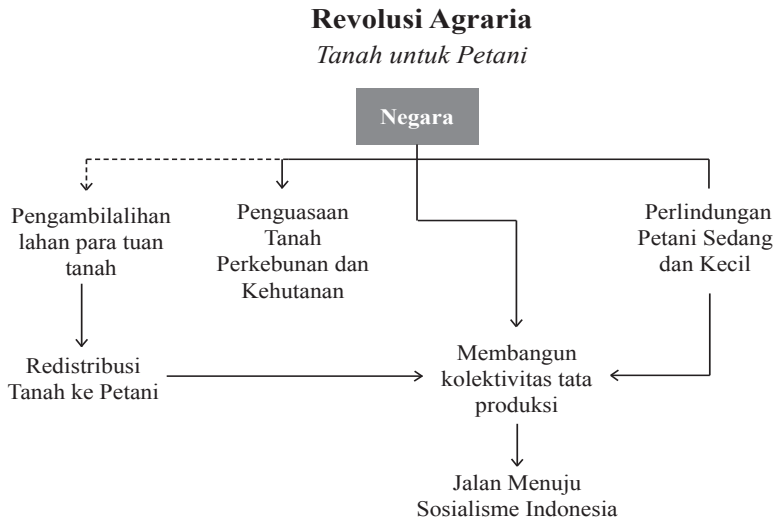 Revolusi Agraria
Tanah untuk Petani
Negara
Pengambilalihan
lahan para tuan
tanah
Penguasaan
Tanah
Perkebunan dan
Kehutanan
Perlindungan
Petani Sedang
dan Kecil
Redistribusi
Tanah ke Petani
Membangun
kolektivitas tata
produksi
Jalan Menuju
Sosialisme Indonesia